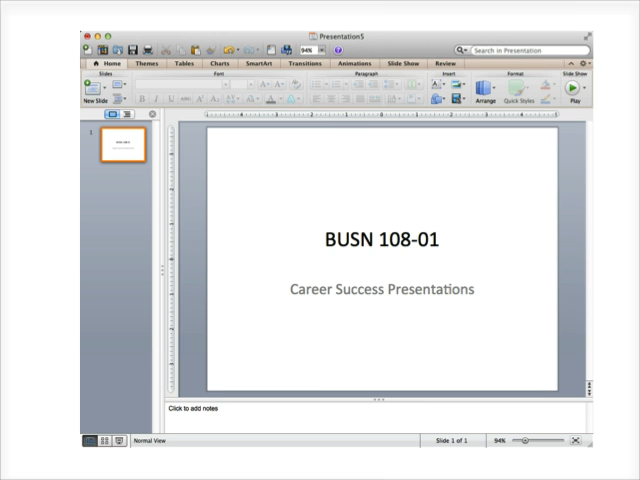 Presentation5
94%
Search in Presentation
Home Themes Tables Charts SmartArt Transitions Animations Slide Show Review
Slides Font Paragraph Insert Format Slide Show
New Slide Arrange Quick Styles Play
1
BUSN 108-01
Career Success Presentations
Click to add notes
Normal View Slide 1 of 1 94%